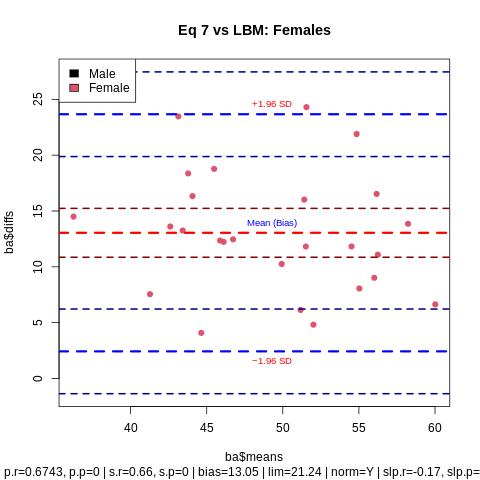 Eq 7 vs LBM: Females
Male
Female
+1.96 SD
Mean (Bias)
−1.96 SD
25
20
15
10
5
0
ba$diffs
40
45
50
55
60
ba$means
p.r=0.6743, p.p=0 | s.r=0.66, s.p=0 | bias=13.05 | lim=21.24 | norm=Y | slp.r=-0.17, slp.p=